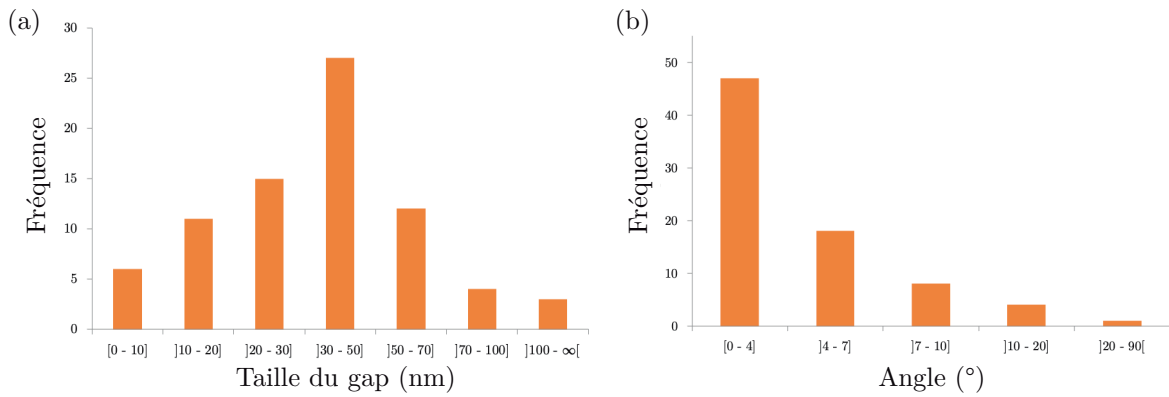 (a)
30
25
20
15
10
5
0
Fréquence
[0 - 10] ]10 - 20] ]20 - 30] ]30 - 50] ]50 - 70] ]70 - 100] ]100 - ∞[
Taille du gap (nm)
(b)
50
40
30
20
10
0
Fréquence
[0 - 4] ]4 - 7] ]7 - 10] ]10 - 20] ]20 - 90[
Angle (°)